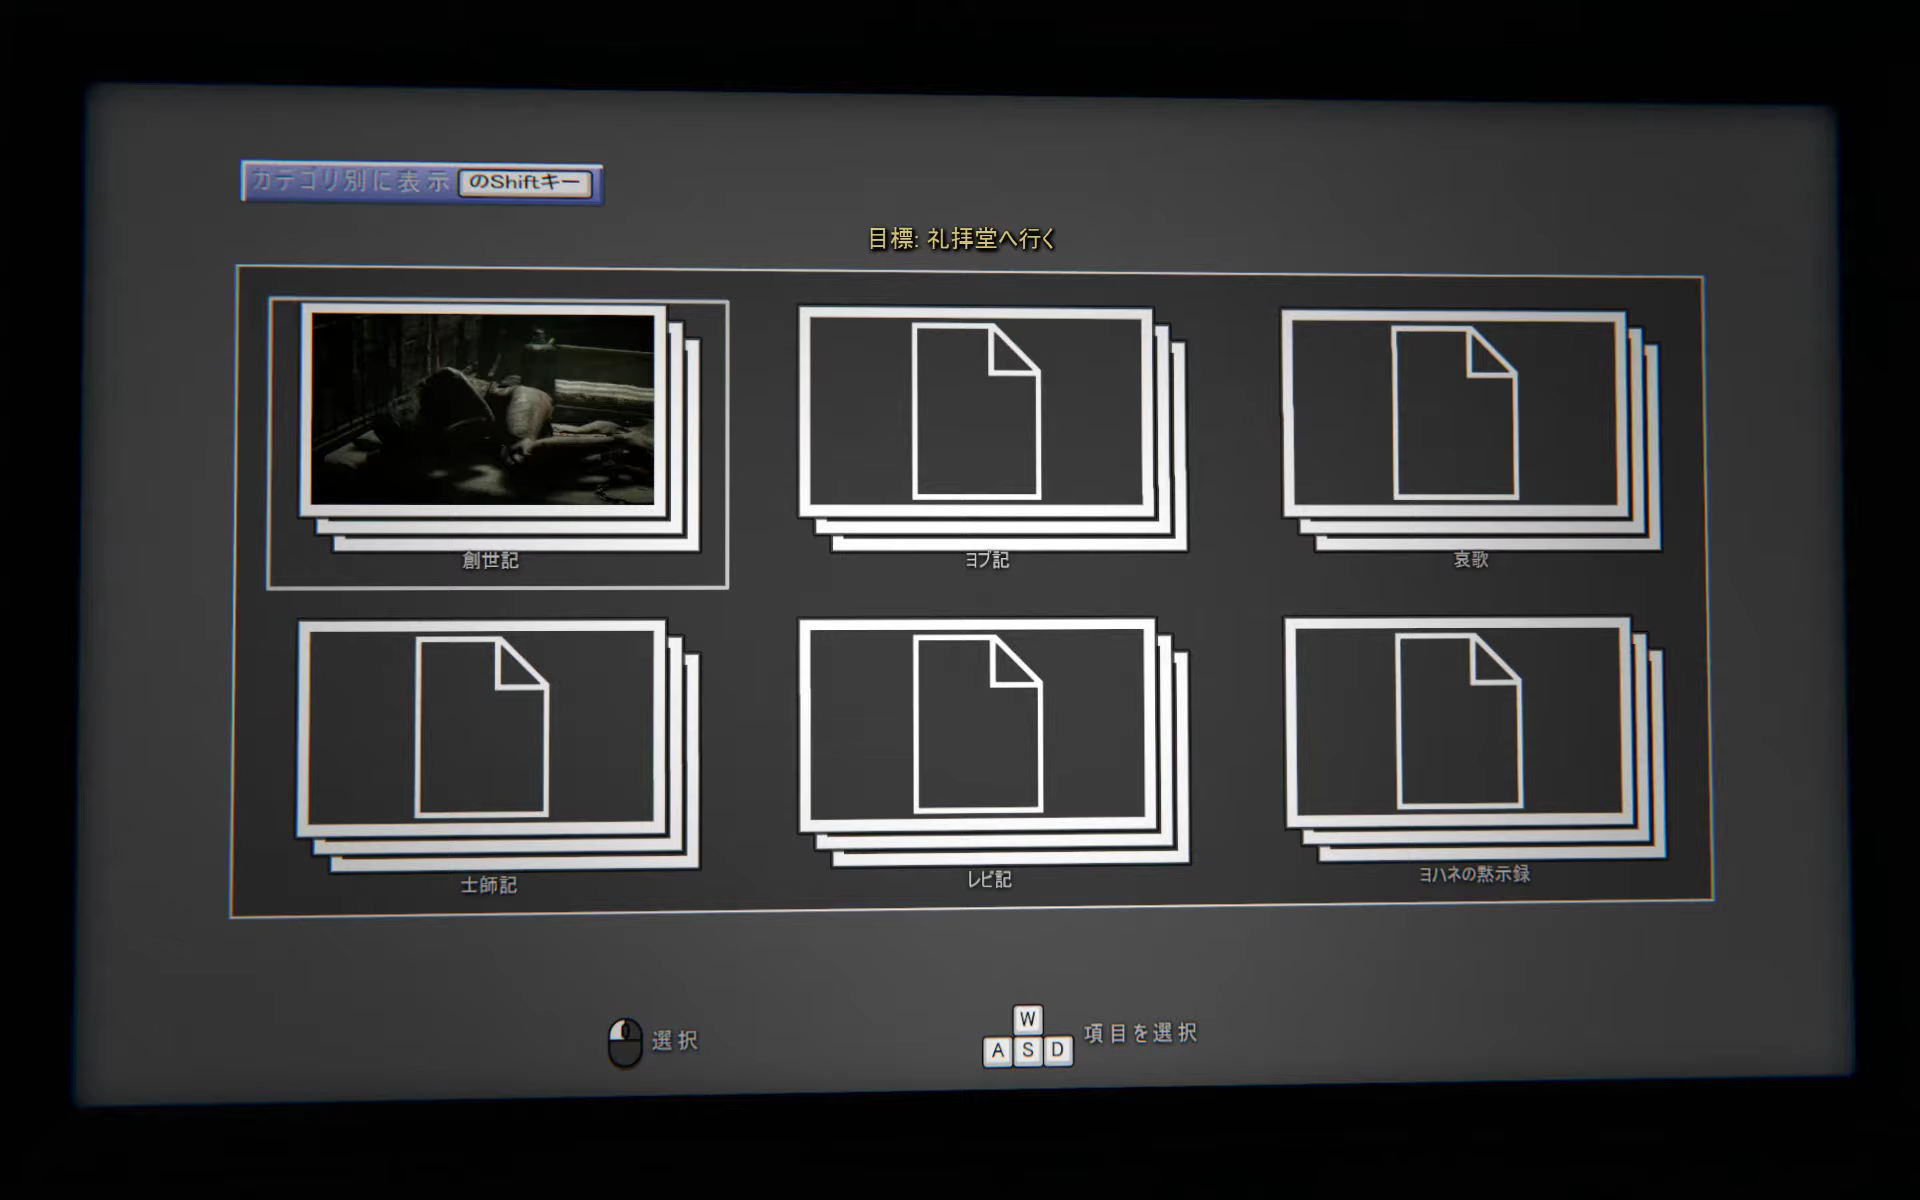 カテゴリ別に表示 のShiftキー
目標: 礼拝堂へ行く
創世記
ヨブ記
哀歌
士師記
レビ記
ヨハネの黙示録
選択
W
A S D
項目を選択